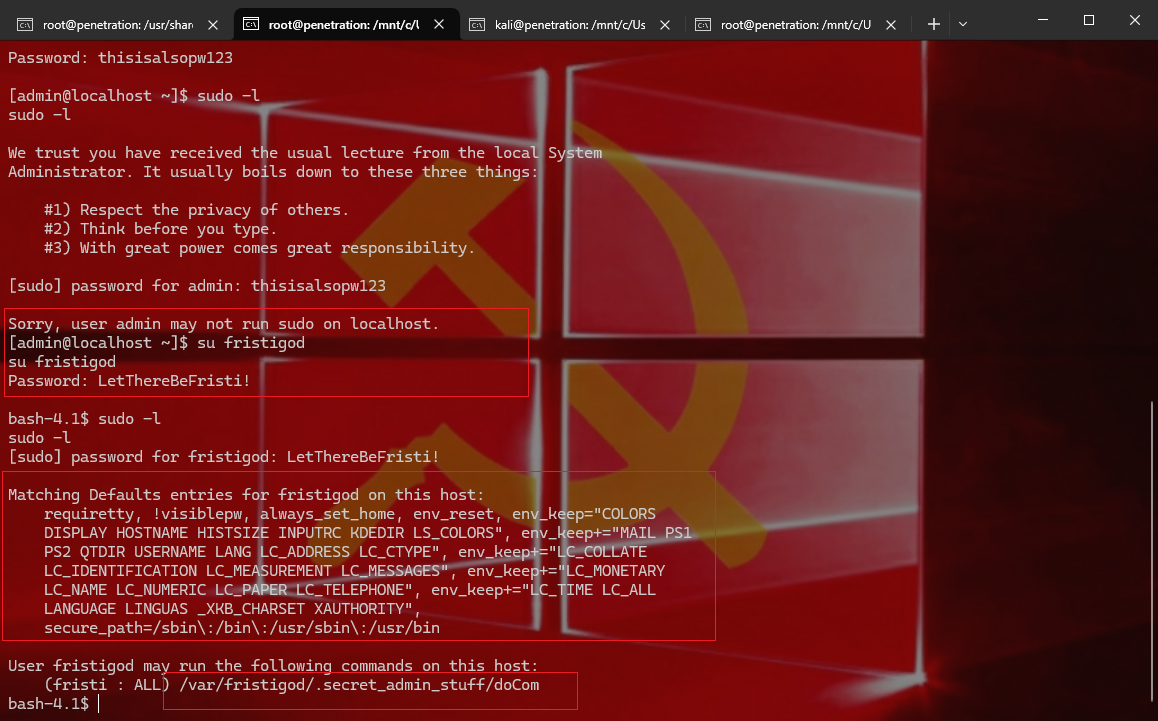 root@penetration: /usr/shar
root@penetration: /mnt/c/U
kali@penetration: /mnt/c/Us
root@penetration: /mnt/c/U
Password: thisisalsopw123
[admin@localhost ~]$ sudo -l
sudo -l
We trust you have received the usual lecture from the local System
Administrator. It usually boils down to these three things:
#1) Respect the privacy of others.
#2) Think before you type.
#3) With great power comes great responsibility.
[sudo] password for admin: thisisalsopw123
Sorry, user admin may not run sudo on localhost.
[admin@localhost ~]$ su fristigod
su fristigod
Password: LetThereBeFristi!
bash-4.1$ sudo -l
sudo -l
[sudo] password for fristigod: LetThereBeFristi!
Matching Defaults entries for fristigod on this host:
requiretty, !visiblepw, always_set_home, env_reset, env_keep="COLORS
DISPLAY HOSTNAME HISTSIZE INPUTRC KDEDIR LS_COLORS", env_keep+="MAIL PS1
PS2 QTDIR USERNAME LANG LC_ADDRESS LC_CTYPE", env_keep+="LC_COLLATE
LC_IDENTIFICATION LC_MEASUREMENT LC_MESSAGES", env_keep+="LC_MONETARY
LC_NAME LC_NUMERIC LC_PAPER LC_TELEPHONE", env_keep+="LC_TIME LC_ALL
LANGUAGE LINGUAS _XKB_CHARSET XAUTHORITY",
secure_path=/sbin\:/bin\:/usr/sbin\:/usr/bin
User fristigod may run the following commands on this host:
(fristi : ALL) /var/fristigod/.secret_admin_stuff/doCom
bash-4.1$